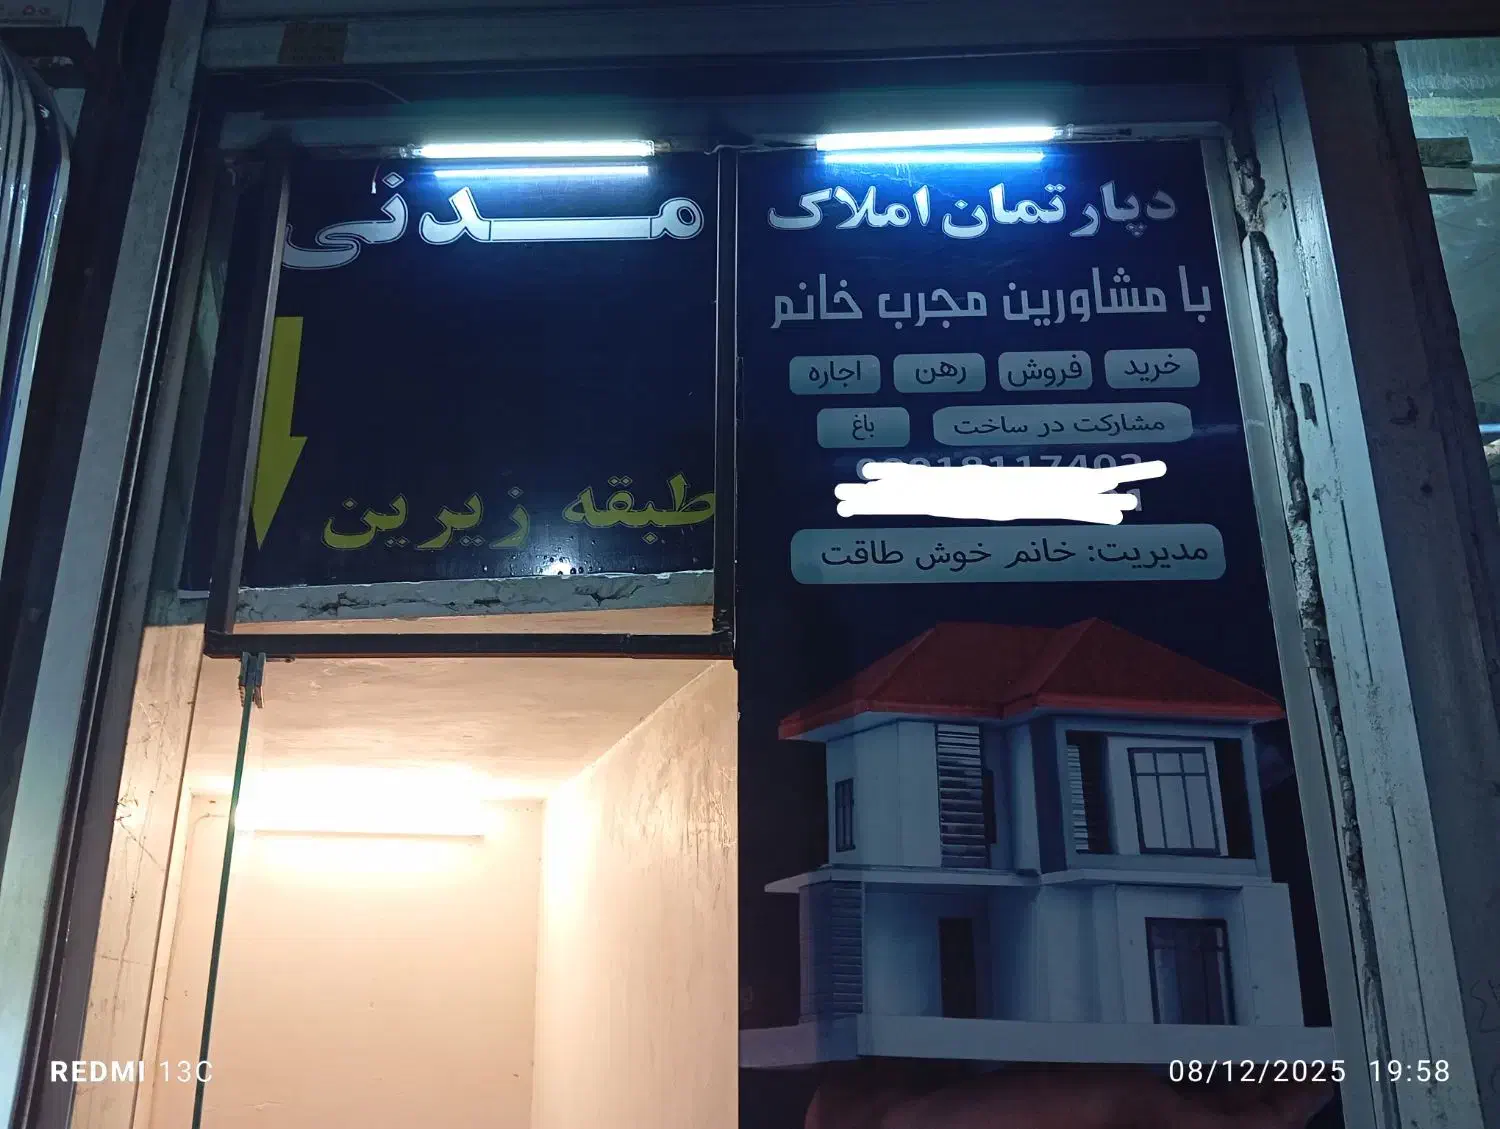 دپارتمان املاک
مدنی
با مشاورین مجرب خانم
خرید فروش رهن اجاره
مشارکت در ساخت باغ
مدیریت: خانم خوش طاقت
طبقه زیرین
REDMI 13C
08/12/2025 19:58